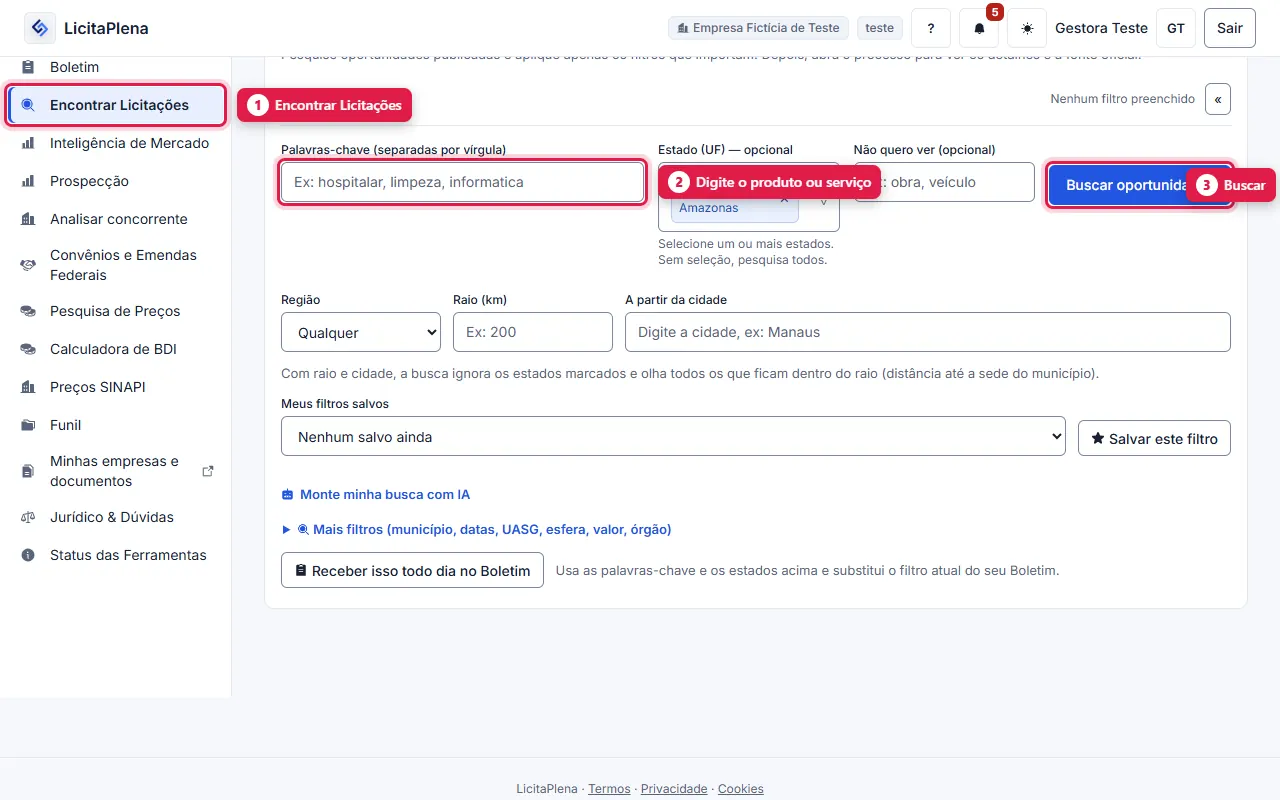 LicitaPlena
Empresa Fictícia de Teste
teste
?
5
Gestora Teste
GT
Sair
Boletim
Encontrar Licitações
Inteligência de Mercado
Prospecção
Analisar concorrente
Convênios e Emendas
Federais
Pesquisa de Preços
Calculadora de BDI
Preços SINAPI
Funil
Minhas empresas e
documentos
Jurídico & Dúvidas
Status das Ferramentas
1 Encontrar Licitações
Nenhum filtro preenchido
«
Palavras-chave (separadas por vírgula)
Ex: hospitalar, limpeza, informatica
Estado (UF) — opcional
2 Digite o produto ou serviço
Amazonas
Selecione um ou mais estados.
Sem seleção, pesquisa todos.
Não quero ver (opcional)
: obra, veículo
Buscar oportunida
3 Buscar
Região
Qualquer
Raio (km)
Ex: 200
A partir da cidade
Digite a cidade, ex: Manaus
Com raio e cidade, a busca ignora os estados marcados e olha todos os que ficam dentro do raio (distância até a sede do município).
Meus filtros salvos
Nenhum salvo ainda
Salvar este filtro
Monte minha busca com IA
Mais filtros (município, datas, UASG, esfera, valor, órgão)
Receber isso todo dia no Boletim
Usa as palavras-chave e os estados acima e substitui o filtro atual do seu Boletim.
LicitaPlena · Termos · Privacidade · Cookies